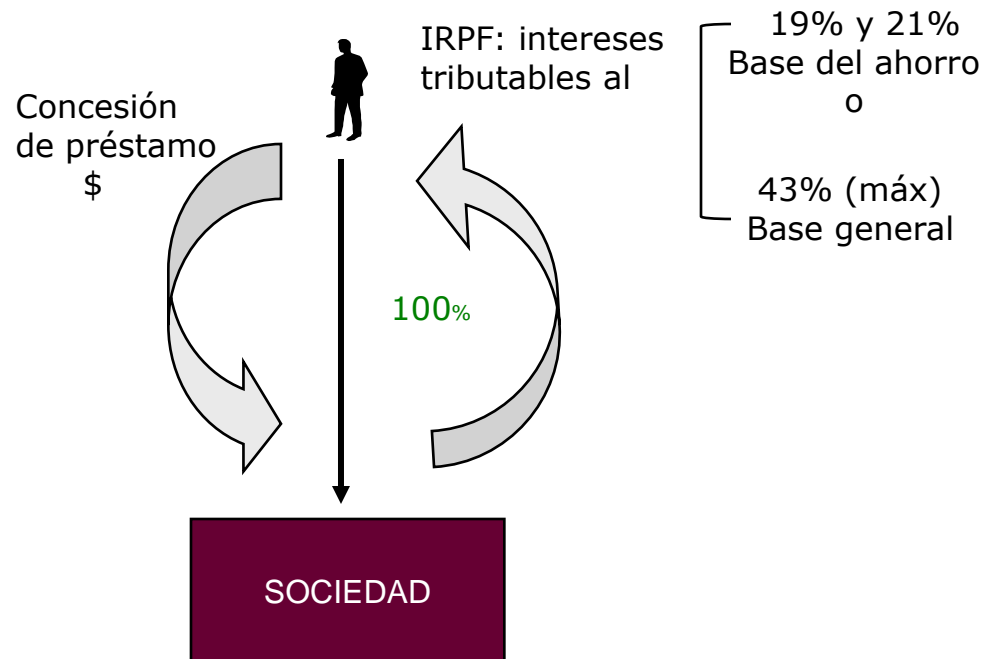 Concesión
de préstamo
$
IRPF: intereses
tributables al
19% y 21%
Base del ahorro
o
43% (máx)
Base general
100%
SOCIEDAD